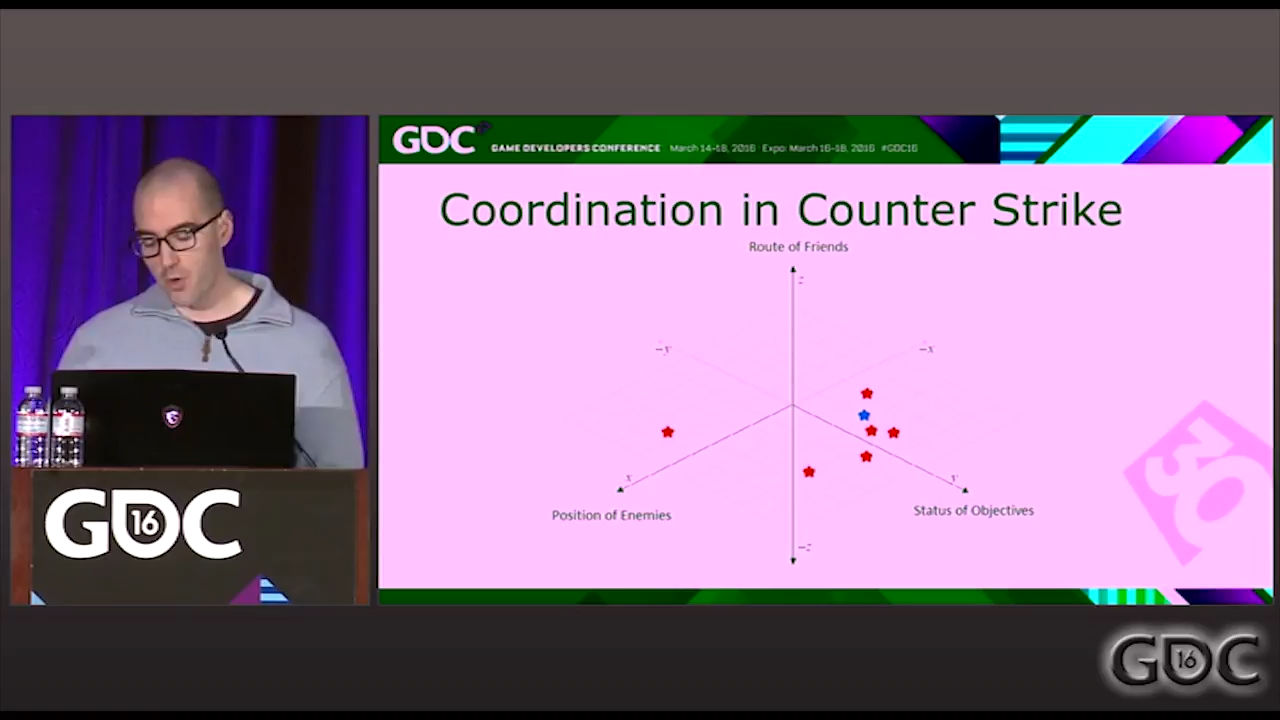 GDC
GAME DEVELOPERS CONFERENCE March 14-18, 2016 · Expo: March 16-18, 2016 #GDC16
Coordination in Counter Strike
Route of Friends
z
-y
-x
x
y
Position of Enemies
Status of Objectives
-z
30
GDC
16
GDC
16